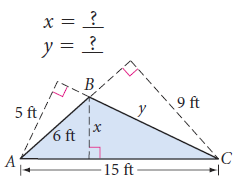 x = ?
y = ?
B
5 ft
y
9 ft
6 ft
x
A
C
15 ft